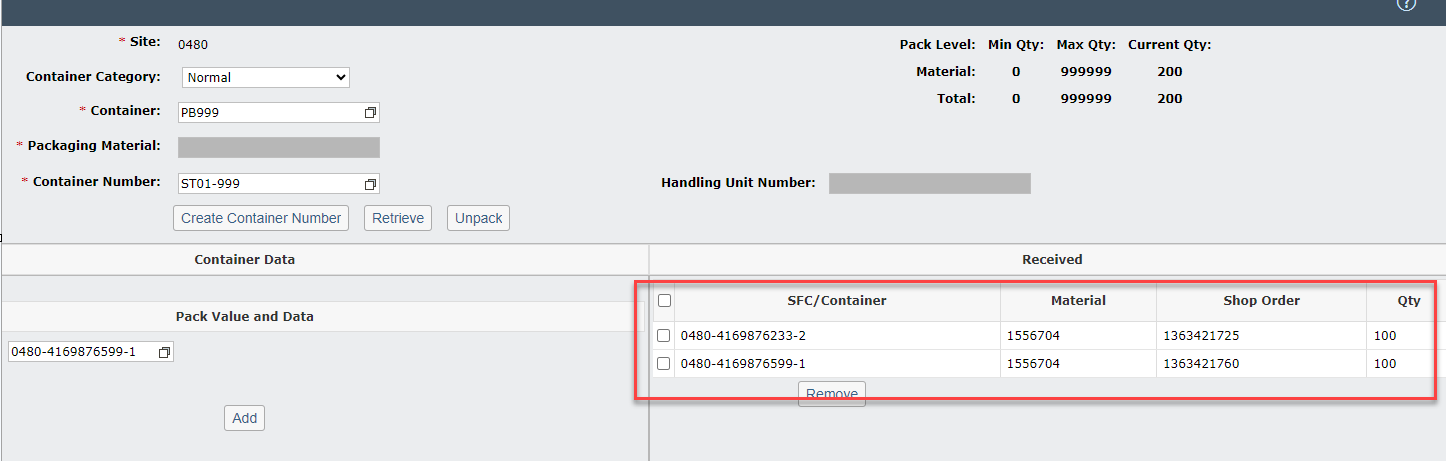 ?
* Site: 0480
Pack Level: Min Qty: Max Qty: Current Qty:
Container Category: Normal
Material: 0 999999 200
Total: 0 999999 200
* Container: PB999
* Packaging Material:
* Container Number: ST01-999
Handling Unit Number:
Create Container Number Retrieve Unpack
Container Data Received
SFC/Container Material Shop Order Qty
Pack Value and Data
0480-4169876233-2 1556704 1363421725 100
0480-4169876599-1
0480-4169876599-1 1556704 1363421760 100
Remove
Add